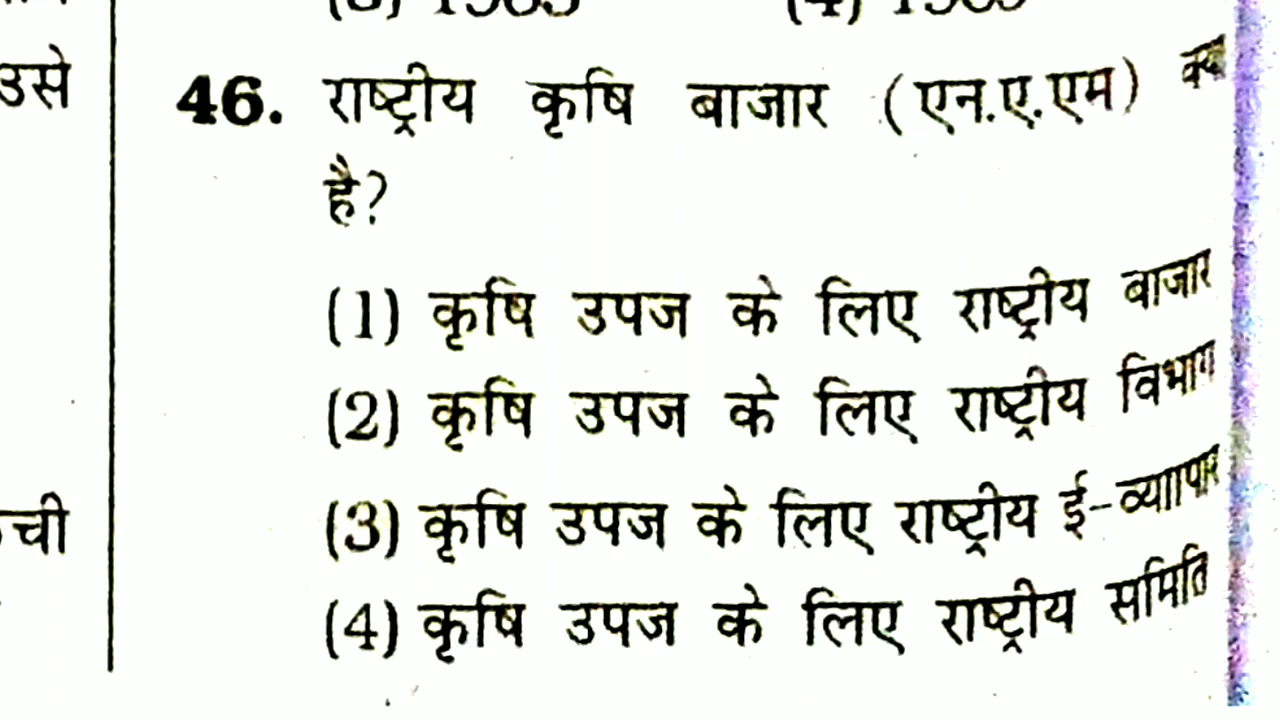 उसे
46. राष्ट्रीय कृषि बाजार (एन.ए.एम) क्या
है?
(1) कृषि उपज के लिए राष्ट्रीय बाजार
(2) कृषि उपज के लिए राष्ट्रीय विभाग
(3) कृषि उपज के लिए राष्ट्रीय ई-व्याापार
ची
(4) कृषि उपज के लिए राष्ट्रीय समिति